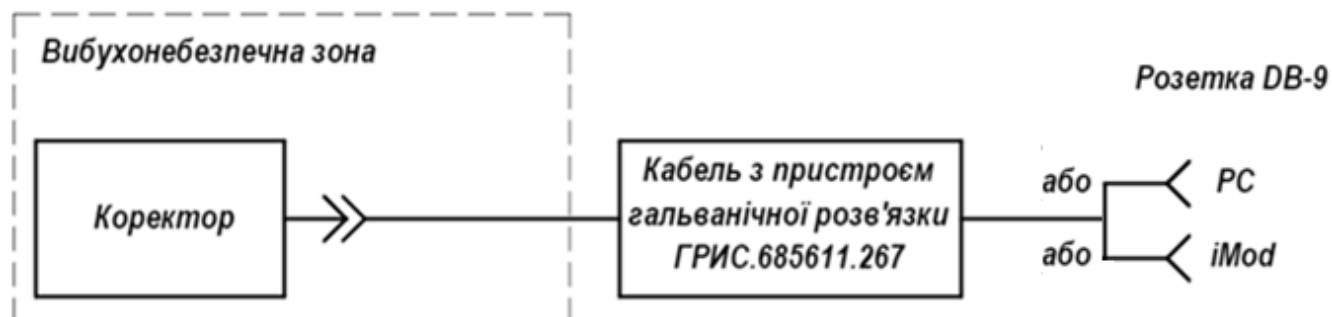 Вибухонебезпечна зона
Розетка DB-9
Коректор
Кабель з пристроєм
гальванічної розв'язки
ГРИС.685611.267
або
PC
або
iMod